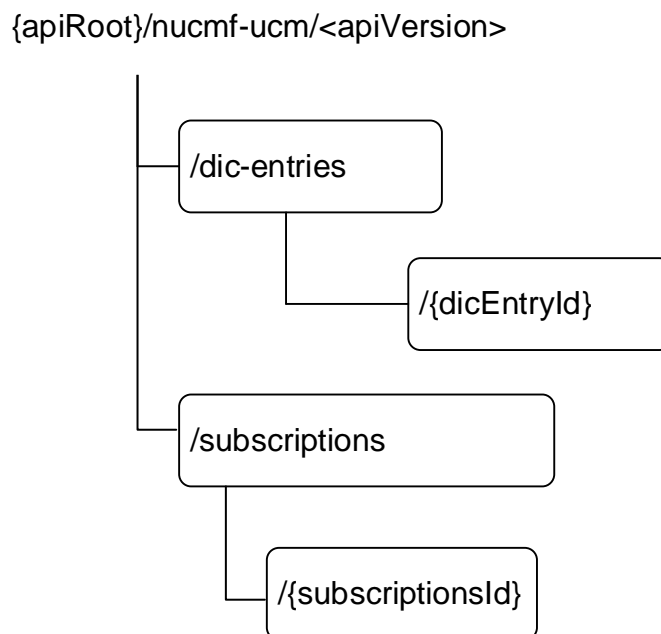 {apiRoot}/nucmf-ucm/<apiVersion>
/dic-entries
/{dicEntryId}
/subscriptions
/{subscriptionsId}